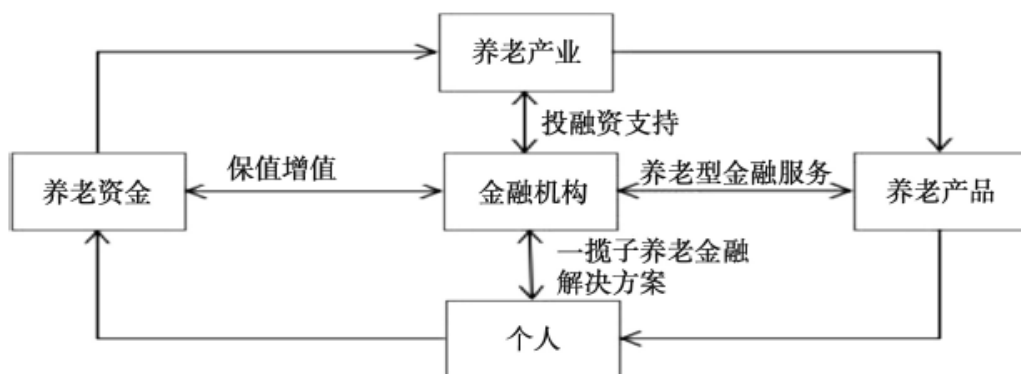 养老产业
投融资支持
保值增值
养老型金融服务
养老资金
金融机构
养老产品
一揽子养老金融
解决方案
个人